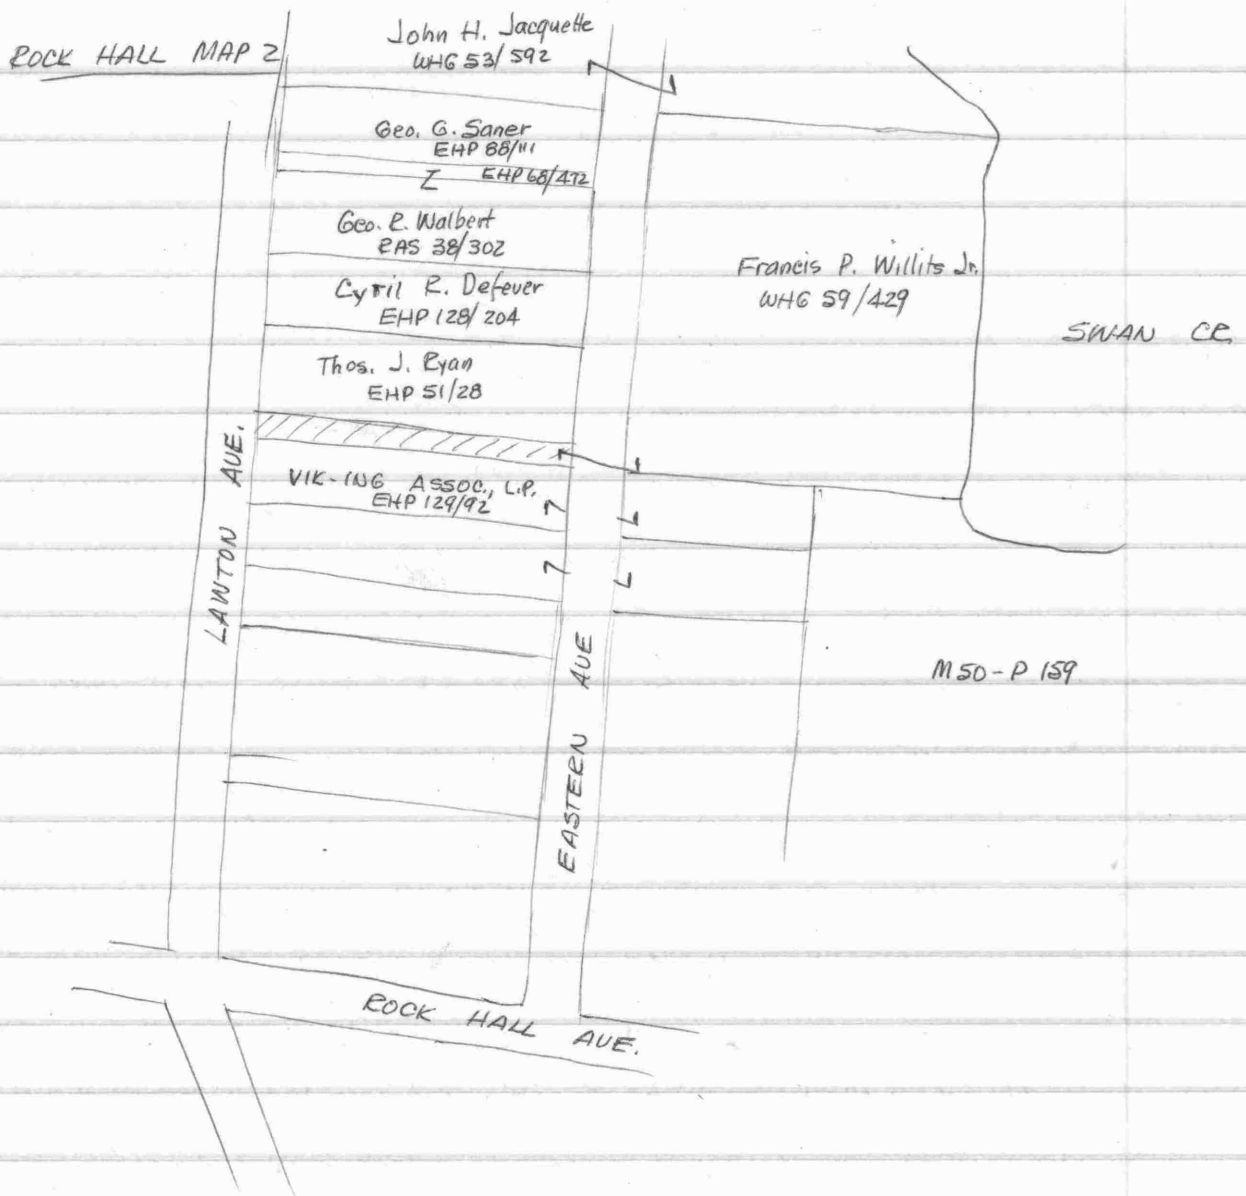 ROCK HALL MAP 2
John H. Jacquette
WHG 53/592
Geo. G. Saner
EHP 88/111
Z EHP 68/472
Geo. R. Walbert
RAS 38/302
Cyril R. Defever
EHP 128/204
Thos. J. Ryan
EHP 51/28
VIK-ING ASSOC., L.P.
EHP 129/92
Francis P. Willits Jr.
WHG 59/429
SWAN CR.
LAWTON AVE.
EASTERN AVE
M50-P 159
ROCK HALL AVE.